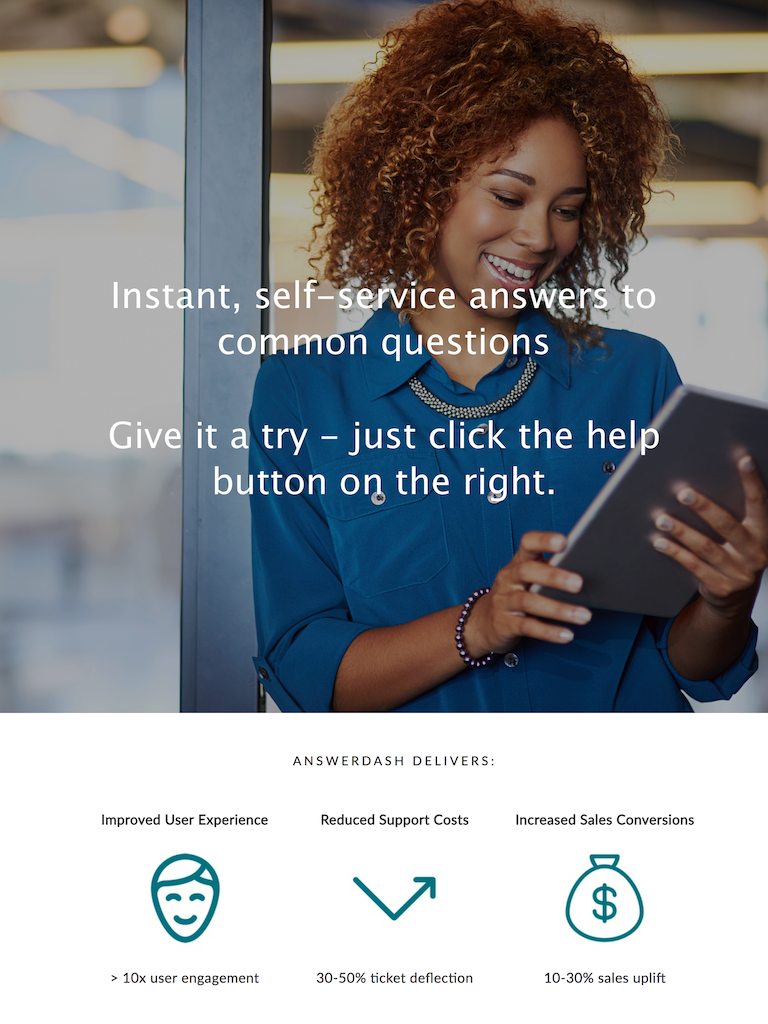 Instant, self-service answers to
common questions
Give it a try - just click the help
button on the right.
ANSWERDASH DELIVERS:
Improved User Experience
Reduced Support Costs
Increased Sales Conversions
$
> 10x user engagement
30-50% ticket deflection
10-30% sales uplift